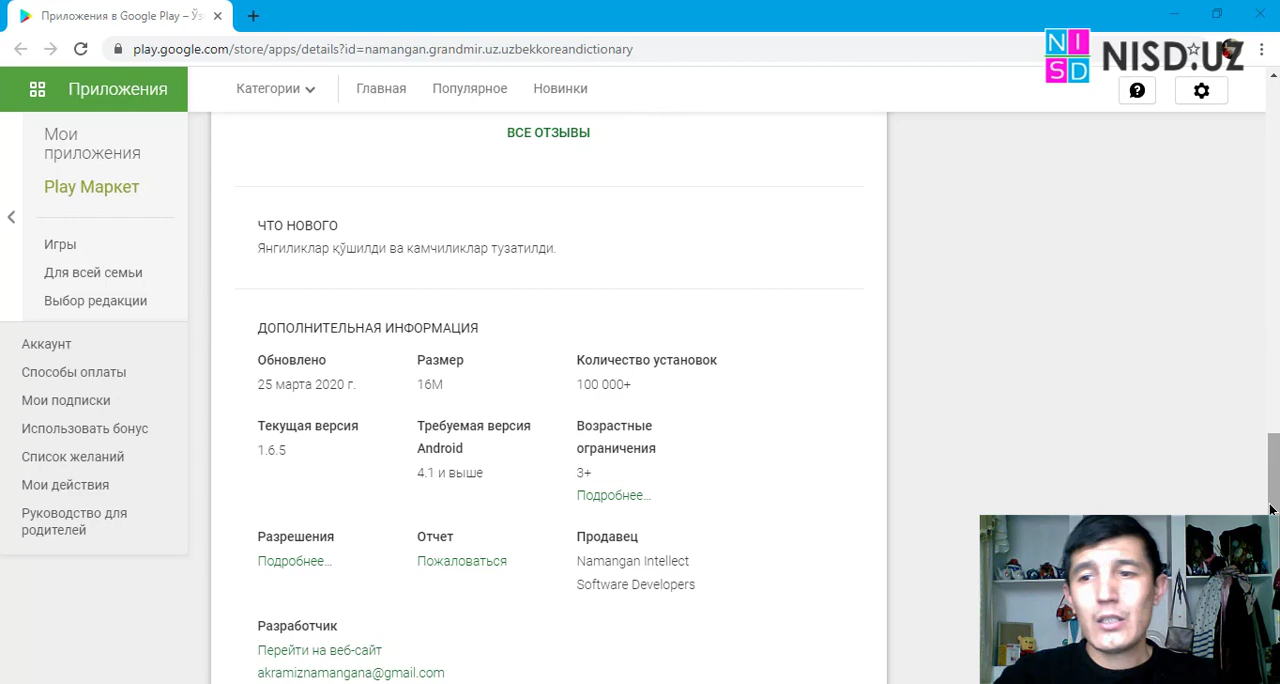 Приложения в Google Play – Ўз
play.google.com/store/apps/details?id=namangan.grandmir.uz.uzbekkoreandictionary
NI
SD
NISD.UZ
Приложения
Категории
Главная
Популярное
Новинки
Мои
приложения
Play Маркет
Игры
Для всей семьи
Выбор редакции
Аккаунт
Способы оплаты
Мои подписки
Использовать бонус
Список желаний
Мои действия
Руководство для
родителей
ВСЕ ОТЗЫВЫ
ЧТО НОВОГО
Янгиликлар қўшилди ва камчиликлар тузатилди.
ДОПОЛНИТЕЛЬНАЯ ИНФОРМАЦИЯ
Обновлено
25 марта 2020 г.
Размер
16M
Количество установок
100 000+
Текущая версия
1.6.5
Требуемая версия
Android
4.1 и выше
Возрастные
ограничения
3+
Подробнее…
Разрешения
Подробнее…
Отчет
Пожаловаться
Продавец
Namangan Intellect
Software Developers
Разработчик
Перейти на веб-сайт
akramiznamangana@gmail.com